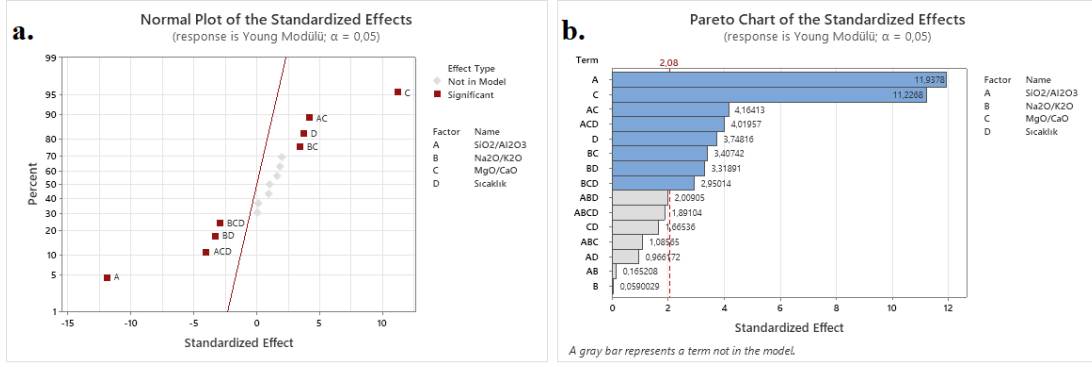 a.
Normal Plot of the Standardized Effects
(response is Young Modülü; α = 0,05)
99
95
90
80
70
60
50
40
30
20
10
5
1
Percent
C
AC
D
BC
BCD
BD
ACD
A
-15
-10
-5
0
5
10
Standardized Effect
Effect Type
Not in Model
Significant
Factor Name
A SiO2/Al2O3
B Na2O/K2O
C MgO/CaO
D Sıcaklık
b.
Pareto Chart of the Standardized Effects
(response is Young Modülü; α = 0,05)
Term
2,08
A 11,9378
C 11,2268
AC 4,16413
ACD 4,01957
D 3,74816
BC 3,40742
BD 3,31891
BCD 2,95014
ABD 2,00905
ABCD 1,89104
CD 1,66536
ABC 1,08565
AD 0,966172
AB 0,165208
B 0,0590029
0
2
4
6
8
10
12
Standardized Effect
A gray bar represents a term not in the model.
Factor Name
A SiO2/Al2O3
B Na2O/K2O
C MgO/CaO
D Sıcaklık